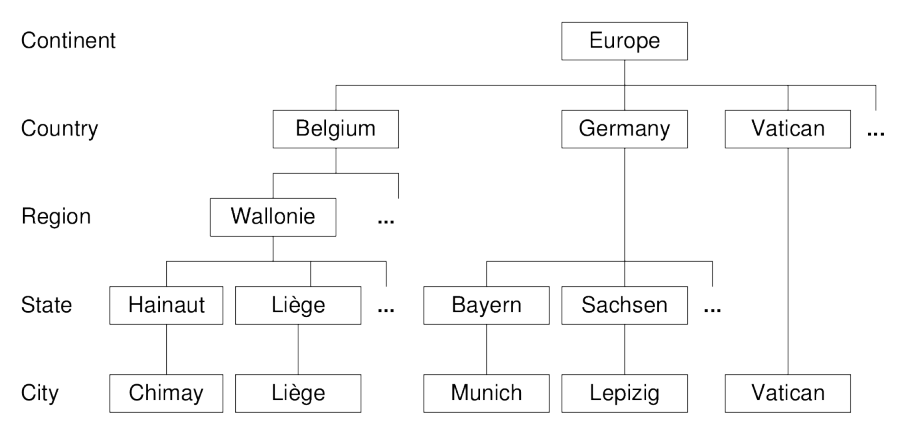 Continent Europe
Country Belgium Germany Vatican ...
Region Wallonie ...
State Hainaut Liège ... Bayern Sachsen ...
City Chimay Liège Munich Lepizig Vatican